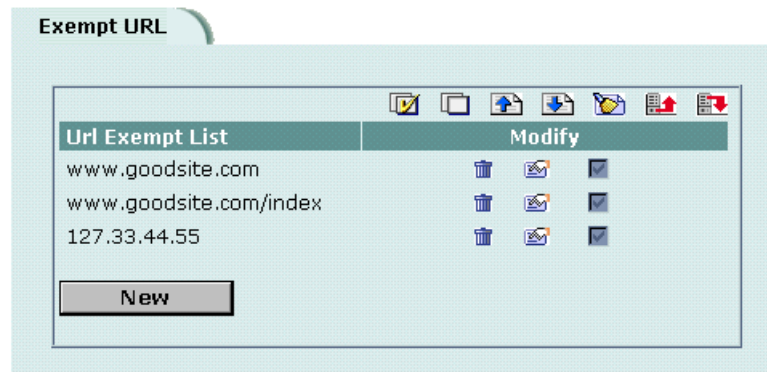 Exempt URL
Url Exempt List Modify
www.goodsite.com
www.goodsite.com/index
127.33.44.55
New